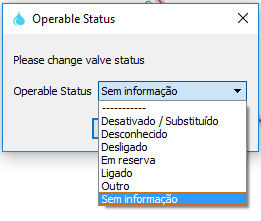 Operable Status
Please change valve status
Operable Status Sem informação
-----------
Desativado / Substituído
Desconhecido
Desligado
Em reserva
Ligado
Outro
Sem informação